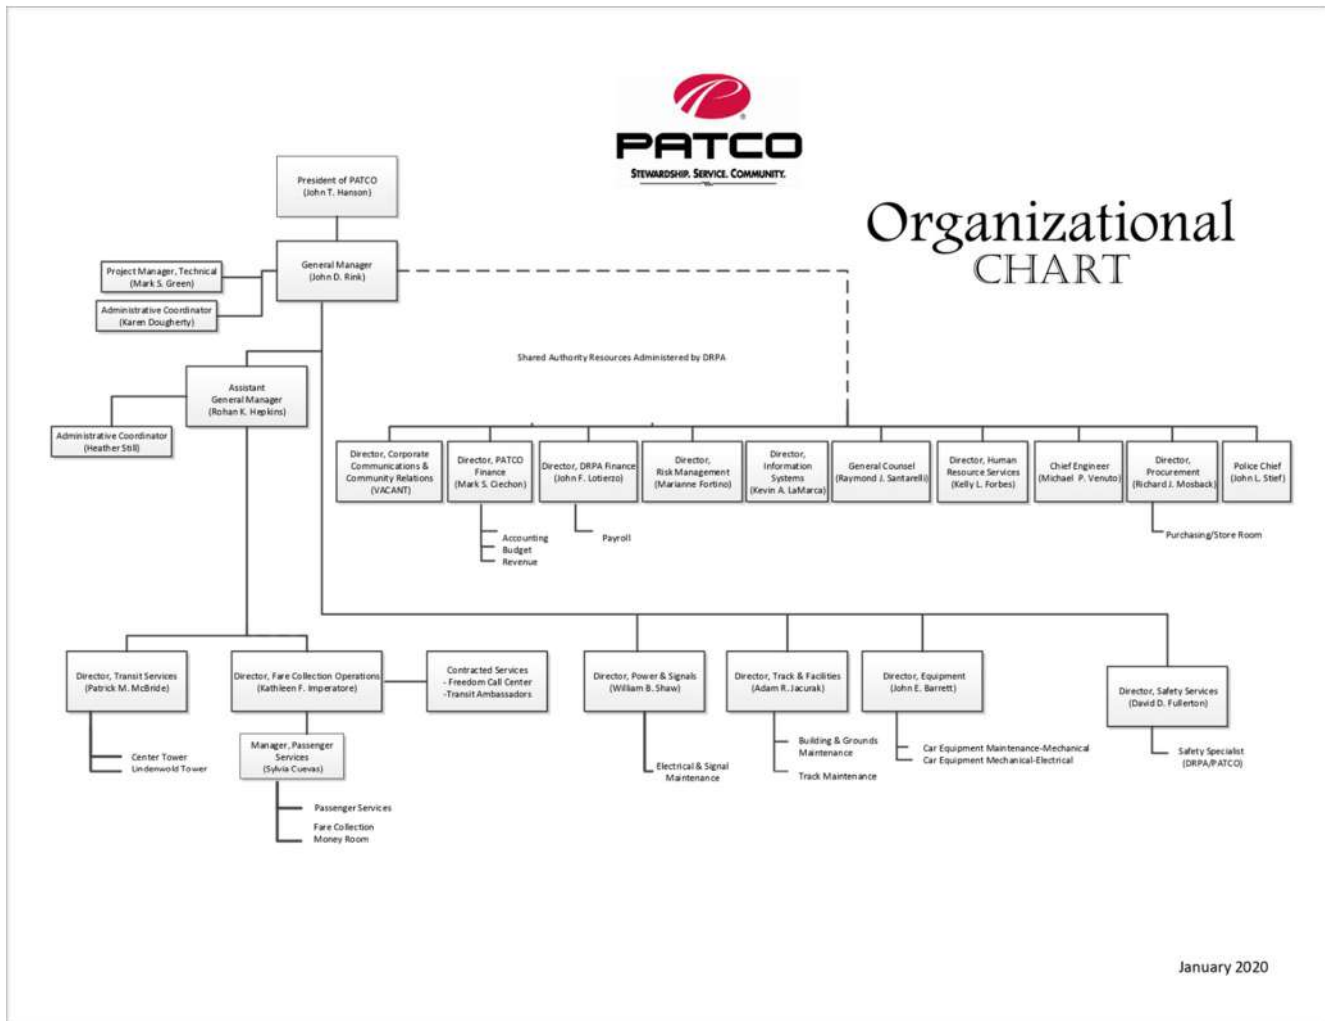 PATCO
STEWARDSHIP. SERVICE. COMMUNITY.
Organizational
CHART
President of PATCO
(John T. Hanson)
General Manager
(John D. Rink)
Project Manager, Technical
(Mark S. Green)
Administrative Coordinator
(Karen Dougherty)
Shared Authority Resources Administered by DRPA
Assistant
General Manager
(Rohan K. Hepkins)
Administrative Coordinator
(Heather Still)
Director, Corporate
Communications &
Community Relations
(VACANT)
Director, PATCO
Finance
(Mark S. Ciechon)
Accounting
Budget
Revenue
Director, DRPA Finance
(John F. Lotierzo)
Payroll
Director,
Risk Management
(Marianne Fortino)
Director,
Information
Systems
(Kevin A. LaMarca)
General Counsel
(Raymond J. Santarelli)
Director, Human
Resource Services
(Kelly L. Forbes)
Chief Engineer
(Michael P. Venuto)
Director,
Procurement
(Richard J. Mosback)
Purchasing/Store Room
Police Chief
(John L. Stief)
Director, Transit Services
(Patrick M. McBride)
Center Tower
Lindenwold Tower
Director, Fare Collection Operations
(Kathleen F. Imperatore)
Contracted Services
- Freedom Call Center
-Transit Ambassadors
Manager, Passenger
Services
(Sylvia Cuevas)
Passenger Services
Fare Collection
Money Room
Director, Power & Signals
(William B. Shaw)
Electrical & Signal
Maintenance
Director, Track & Facilities
(Adam R. Jacurak)
Building & Grounds
Maintenance
Track Maintenance
Director, Equipment
(John E. Barrett)
Car Equipment Maintenance-Mechanical
Car Equipment Mechanical-Electrical
Director, Safety Services
(David D. Fullerton)
Safety Specialist
(DRPA/PATCO)
January 2020